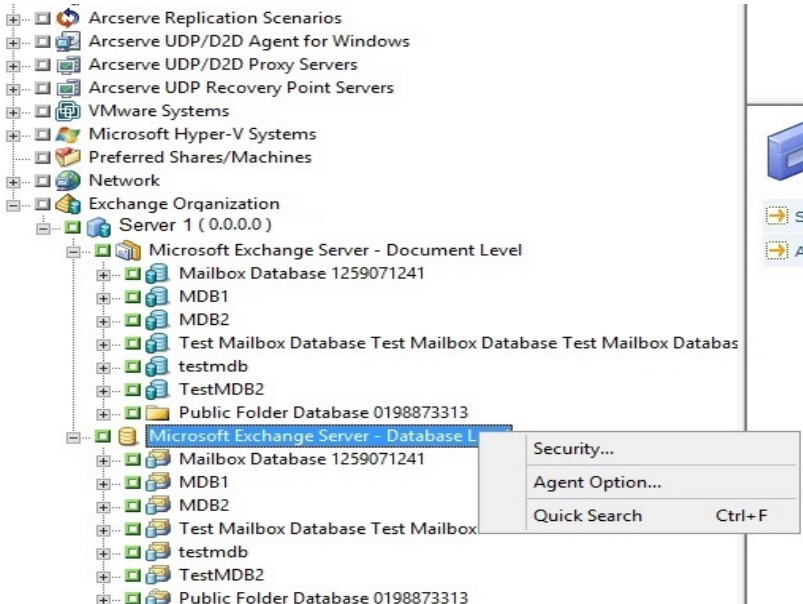 Arcserve Replication Scenarios
Arcserve UDP/D2D Agent for Windows
Arcserve UDP/D2D Proxy Servers
Arcserve UDP Recovery Point Servers
VMware Systems
Microsoft Hyper-V Systems
Preferred Shares/Machines
Network
Exchange Organization
Server 1 ( 0.0.0.0 )
Microsoft Exchange Server - Document Level
Mailbox Database 1259071241
MDB1
MDB2
Test Mailbox Database Test Mailbox Database Test Mailbox Databas
testmdb
TestMDB2
Public Folder Database 0198873313
Microsoft Exchange Server - Database L
Mailbox Database 1259071241
MDB1
MDB2
Test Mailbox Database Test Mailbox
testmdb
TestMDB2
Public Folder Database 0198873313
Security...
Agent Option...
Quick Search Ctrl+F
S
A